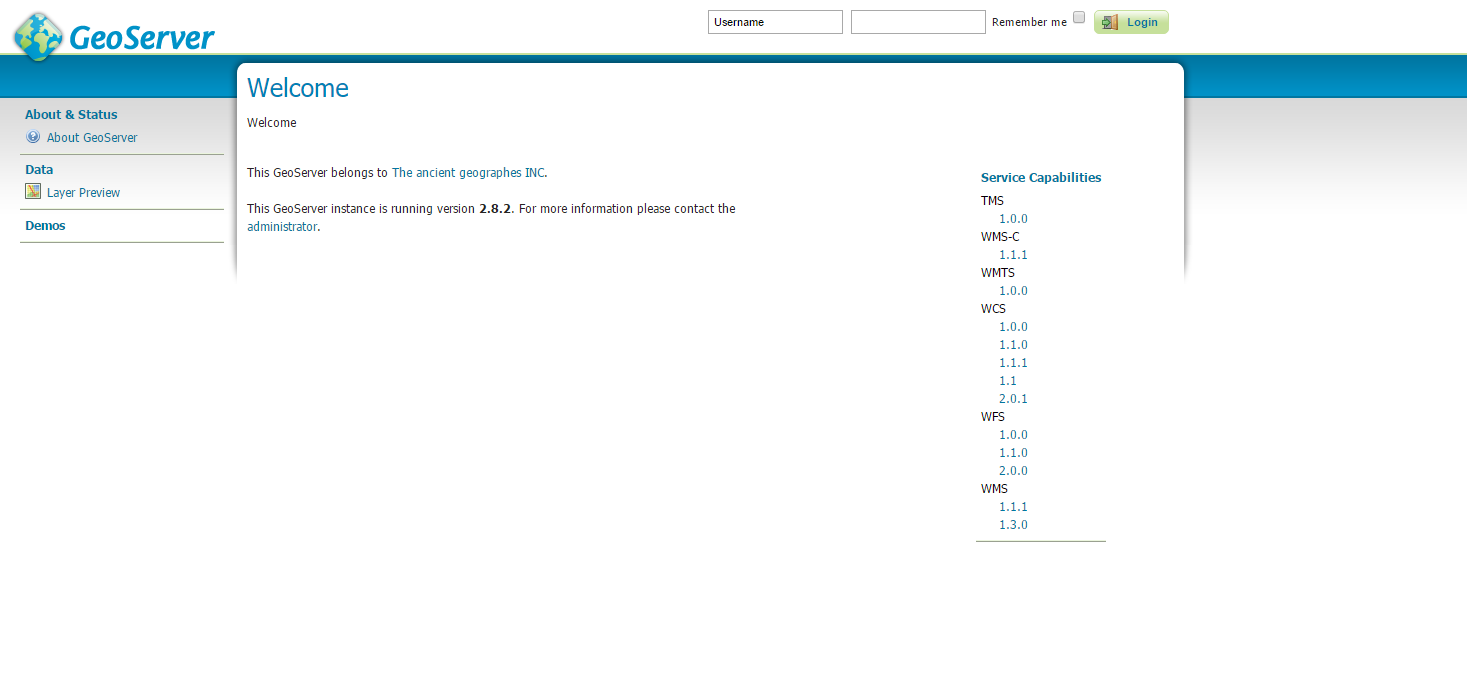 GeoServer
Username
Remember me
Login
About & Status
About GeoServer
Data
Layer Preview
Demos
Welcome
Welcome
This GeoServer belongs to The ancient geographes INC.
This GeoServer instance is running version 2.8.2. For more information please contact the
administrator.
Service Capabilities
TMS
1.0.0
WMS-C
1.1.1
WMTS
1.0.0
WCS
1.0.0
1.1.0
1.1.1
1.1
2.0.1
WFS
1.0.0
1.1.0
2.0.0
WMS
1.1.1
1.3.0